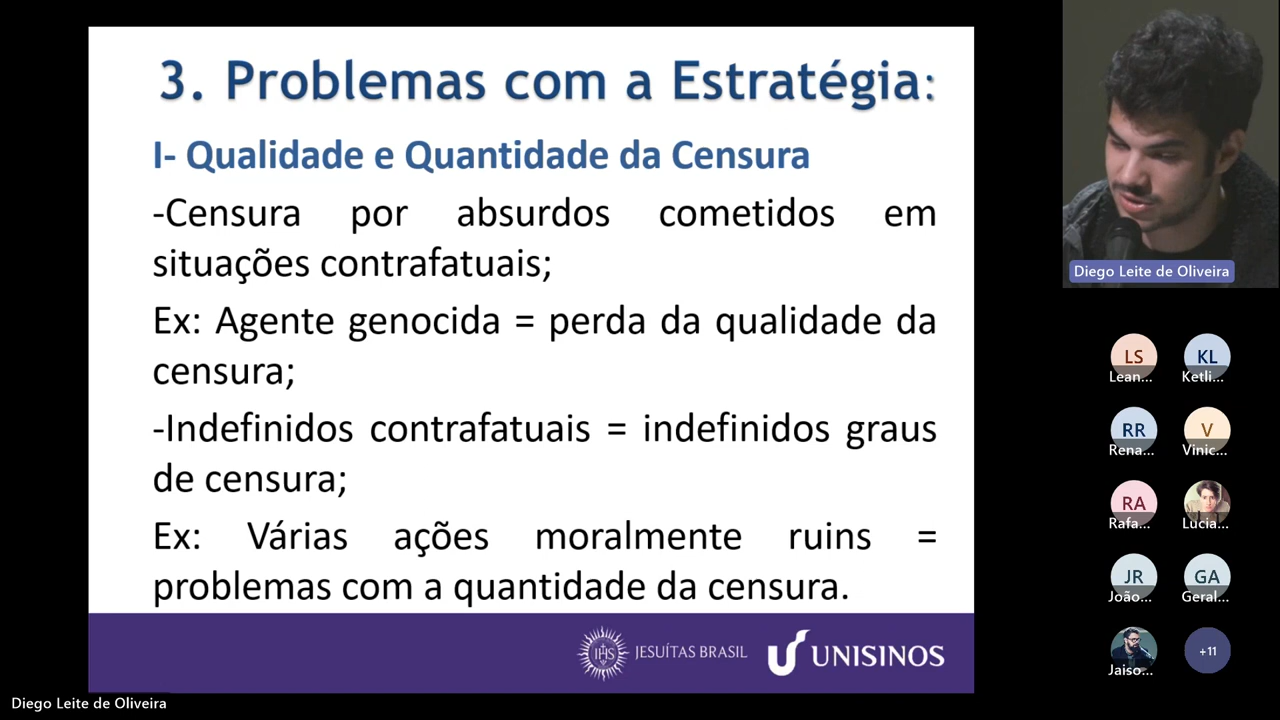 3. Problemas com a Estratégia:
I- Qualidade e Quantidade da Censura
-Censura por absurdos cometidos em
situações contrafatuais;
Ex: Agente genocida = perda da qualidade da
censura;
-Indefinidos contrafatuais = indefinidos graus
de censura;
Ex: Várias ações moralmente ruins =
problemas com a quantidade da censura.
IHS JESUÍTAS BRASIL UNISINOS
Diego Leite de Oliveira
Diego Leite de Oliveira
LS KL
Lean... Ketli...
RR V
Rena... Vinic...
RA
Rafa... Lucia...
JR GA
João... Geral...
+11
Jaiso...